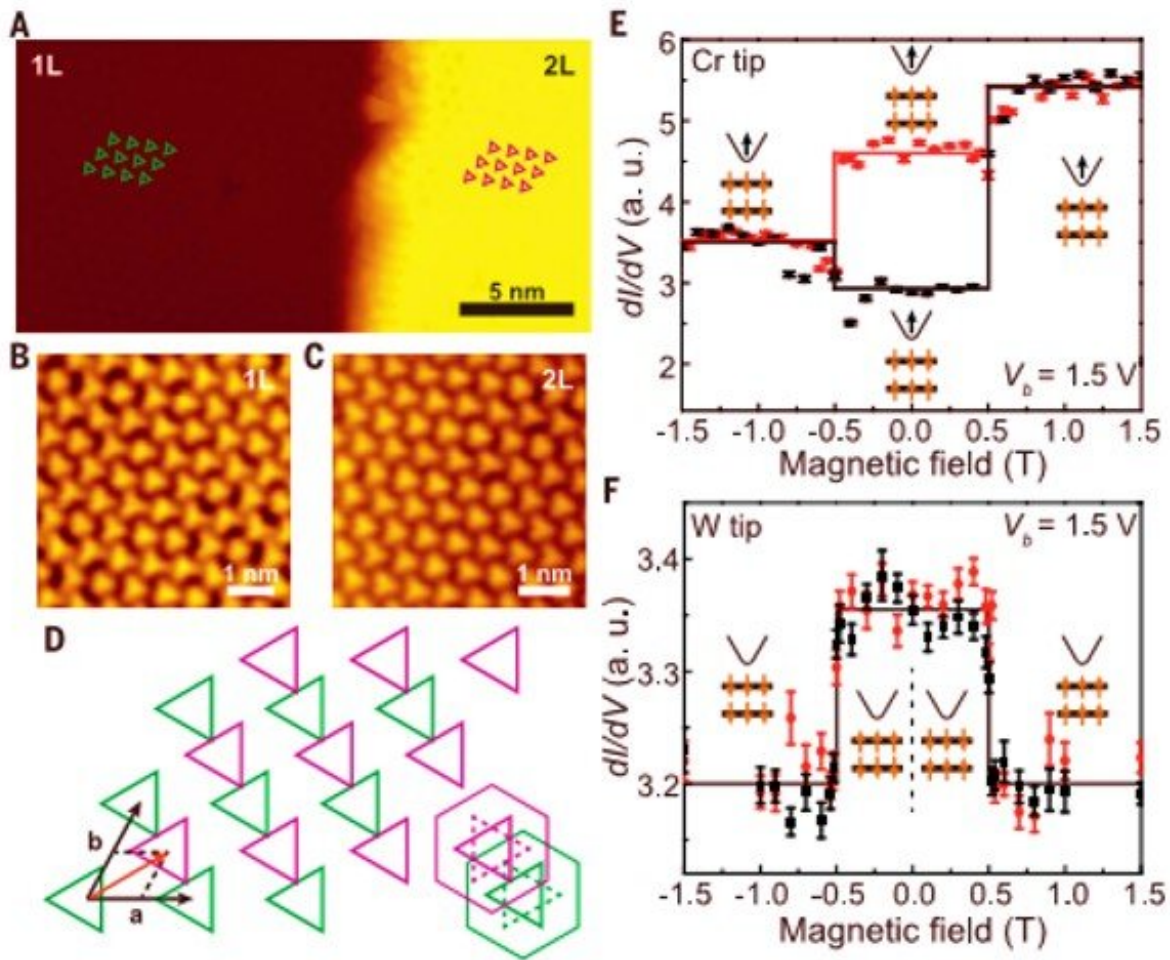 A
1L
2L
5 nm
B
1L
1 nm
C
2L
1 nm
D
b
a
E
Cr tip
6
5
4
3
2
dI/dV (a. u.)
V_b = 1.5 V
-1.5 -1.0 -0.5 0.0 0.5 1.0 1.5
Magnetic field (T)
F
W tip
V_b = 1.5 V
3.4
3.3
3.2
dI/dV (a. u.)
-1.5 -1.0 -0.5 0.0 0.5 1.0 1.5
Magnetic field (T)